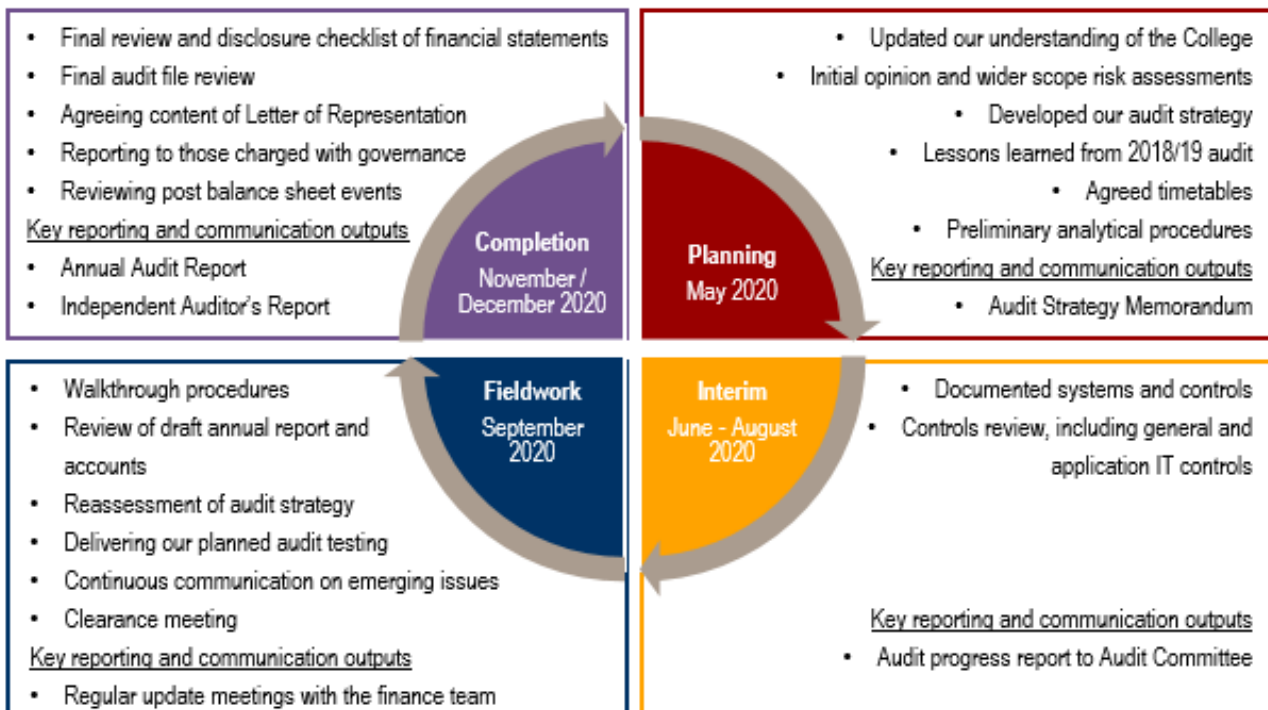 • Final review and disclosure checklist of financial statements
• Final audit file review
• Agreeing content of Letter of Representation
• Reporting to those charged with governance
• Reviewing post balance sheet events
Key reporting and communication outputs
• Annual Audit Report
• Independent Auditor's Report
Completion
November /
December 2020
• Updated our understanding of the College
• Initial opinion and wider scope risk assessments
• Developed our audit strategy
• Lessons learned from 2018/19 audit
• Agreed timetables
• Preliminary analytical procedures
Key reporting and communication outputs
• Audit Strategy Memorandum
Planning
May 2020
• Walkthrough procedures
• Review of draft annual report and
accounts
• Reassessment of audit strategy
• Delivering our planned audit testing
• Continuous communication on emerging issues
• Clearance meeting
Key reporting and communication outputs
• Regular update meetings with the finance team
Fieldwork
September
2020
Interim
June - August
2020
• Documented systems and controls
• Controls review, including general and
application IT controls
Key reporting and communication outputs
• Audit progress report to Audit Committee